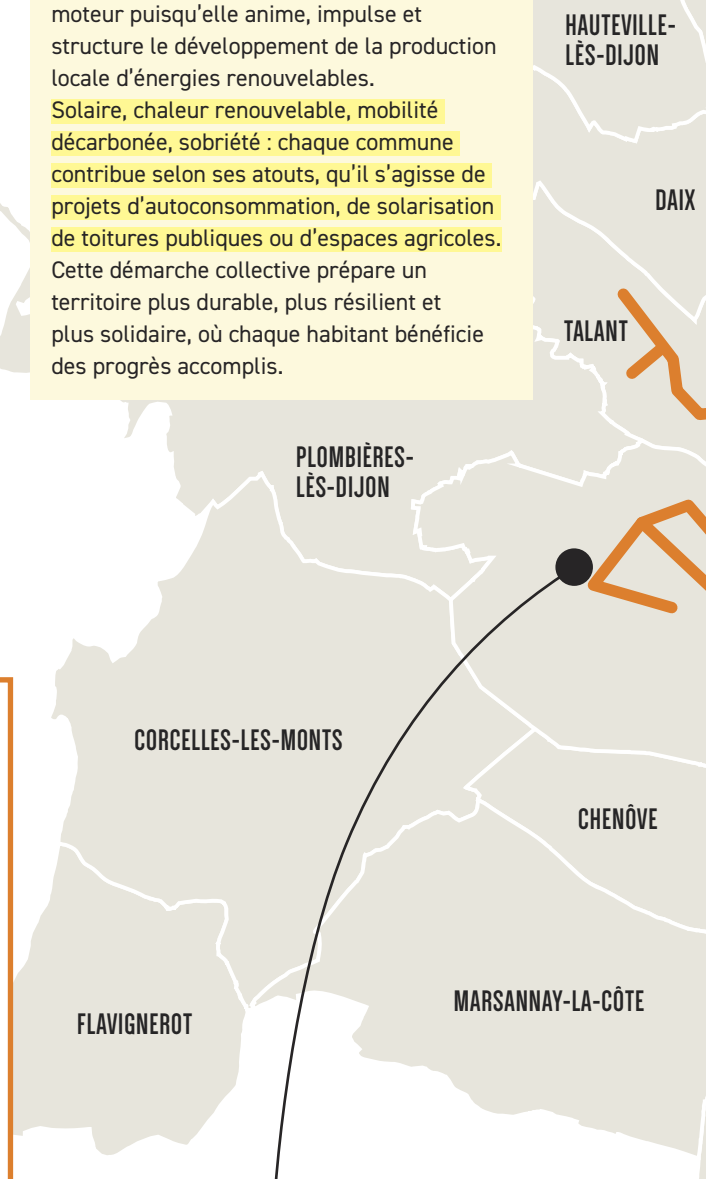 moteur puisqu'elle anime, impulse et
structure le développement de la production
locale d'énergies renouvelables.
Solaire, chaleur renouvelable, mobilité
décarbonée, sobriété : chaque commune
contribue selon ses atouts, qu'il s'agisse de
projets d'autoconsommation, de solarisation
de toitures publiques ou d'espaces agricoles.
Cette démarche collective prépare un
territoire plus durable, plus résilient et
plus solidaire, où chaque habitant bénéficie
des progrès accomplis.
HAUTEVILLE-
LÈS-DIJON
DAIX
TALANT
PLOMBIÈRES-
LÈS-DIJON
CORCELLES-LES-MONTS
CHENÔVE
MARSANNAY-LA-CÔTE
FLAVIGNEROT